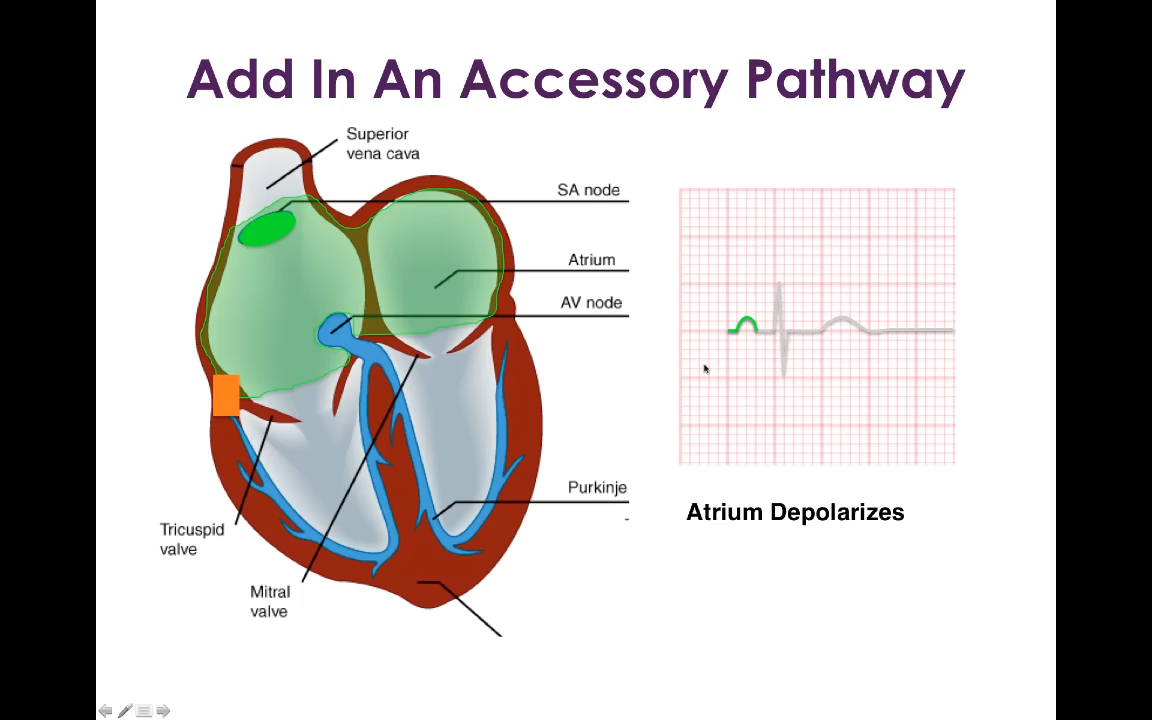 Add In An Accessory Pathway
Superior
vena cava
SA node
Atrium
AV node
Purkinje
Tricuspid
valve
Mitral
valve
Atrium Depolarizes